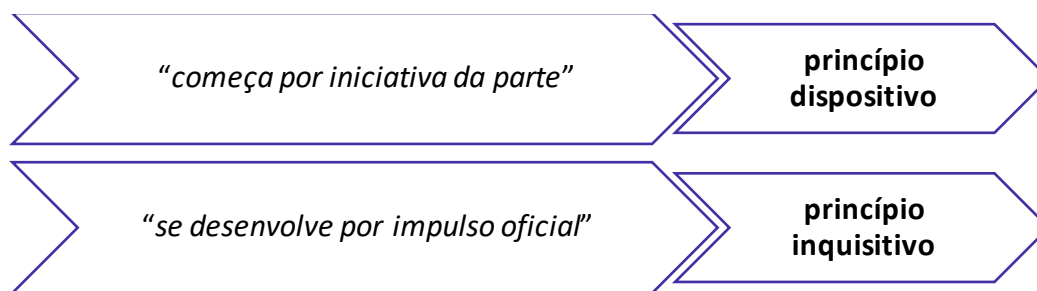 “começa por iniciativa da parte”
princípio
dispositivo
“se desenvolve por impulso oficial”
princípio
inquisitivo